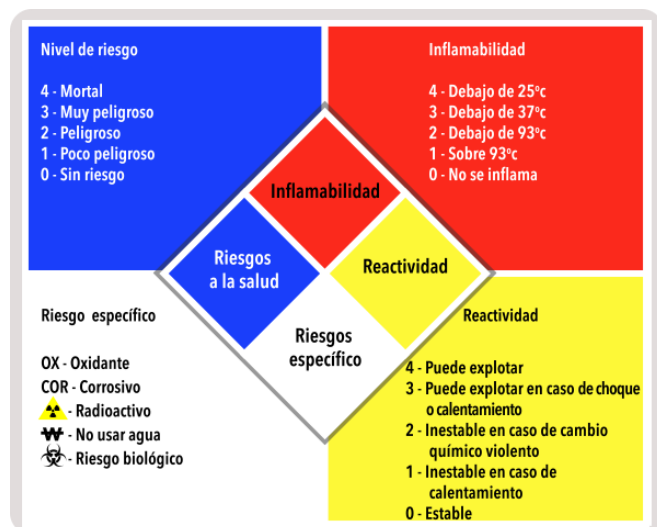 Nivel de riesgo
4 - Mortal
3 - Muy peligroso
2 - Peligroso
1 - Poco peligroso
0 - Sin riesgo
Inflamabilidad
4 - Debajo de 25ºc
3 - Debajo de 37ºc
2 - Debajo de 93ºc
1 - Sobre 93ºc
0 - No se inflama
Inflamabilidad
Riesgos
a la salud
Reactividad
Riesgos
específico
Riesgo específico
OX - Oxidante
COR - Corrosivo
- Radioactivo
W - No usar agua
- Riesgo biológico
Reactividad
4 - Puede explotar
3 - Puede explotar en caso de choque
o calentamiento
2 - Inestable en caso de cambio
químico violento
1 - Inestable en caso de
calentamiento
0 - Estable